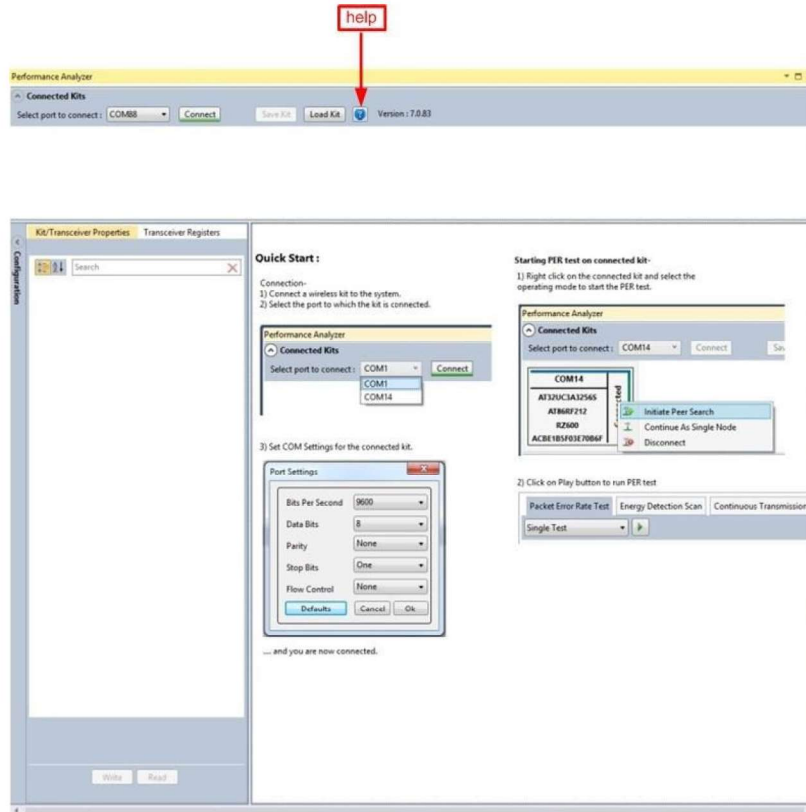 help
Performance Analyzer
Connected Kits
Select port to connect : COM88 Connect Save Kit Load Kit ? Version : 7.0.83
Configuration
Kit/Transceiver Properties Transceiver Registers
Search
Write Read
Quick Start :
Connection-
1) Connect a wireless kit to the system.
2) Select the port to which the kit is connected.
Performance Analyzer
Connected Kits
Select port to connect : COM1 Connect
COM1
COM14
3) Set COM Settings for the connected kit.
Port Settings
Bits Per Second 9600
Data Bits 8
Parity None
Stop Bits One
Flow Control None
Defaults Cancel Ok
.... and you are now connected.
Starting PER test on connected kit-
1) Right click on the connected kit and select the
operating mode to start the PER test.
Performance Analyzer
Connected Kits
Select port to connect : COM14 Connect Sav
COM14
AT32UC3A3256S
AT86RF212
RZ600
ACBE1B5F03E70B6F
Initiate Peer Search
Continue As Single Node
Disconnect
2) Click on Play button to run PER test
Packet Error Rate Test Energy Detection Scan Continuous Transmission
Single Test